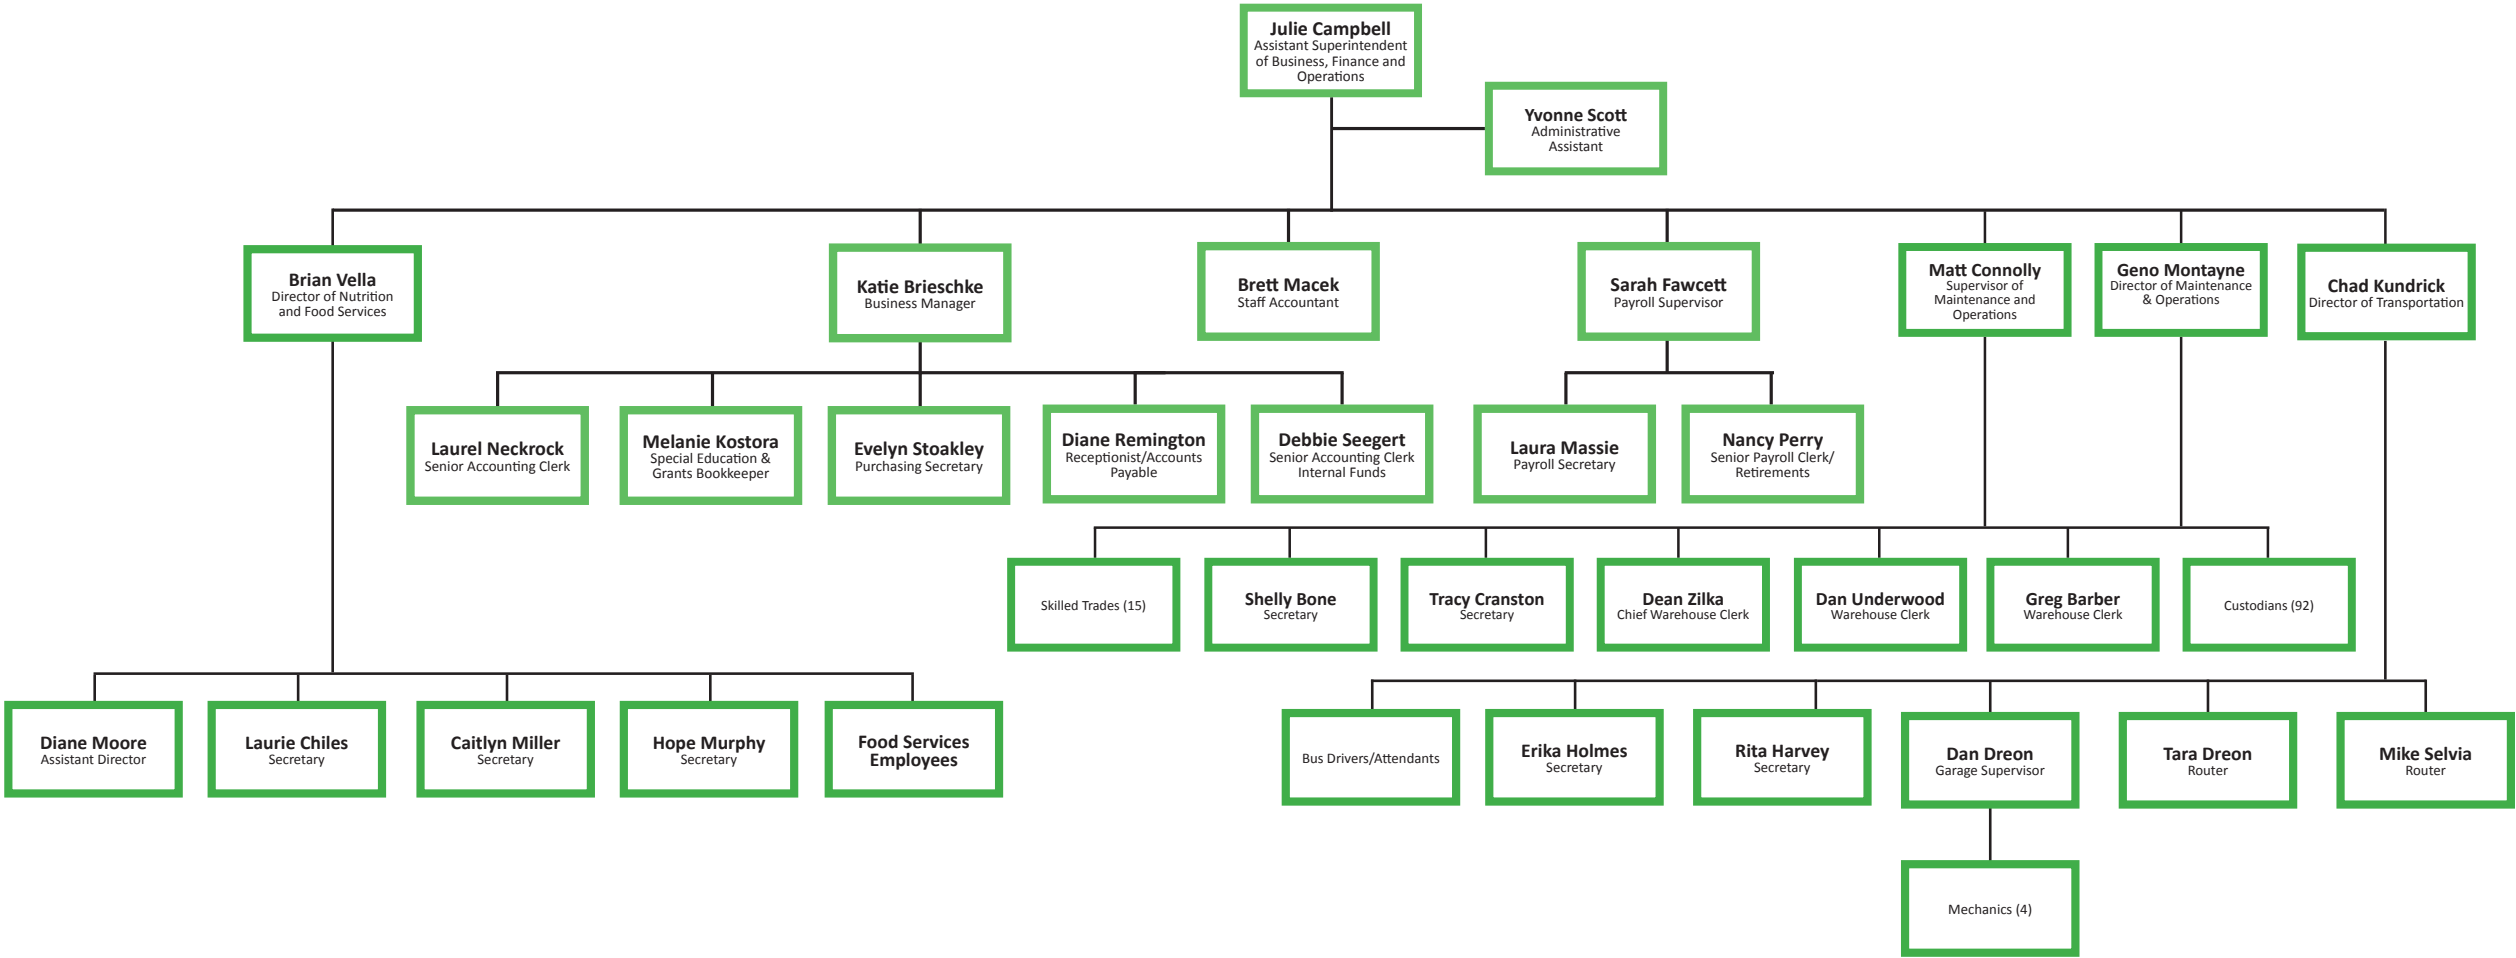 Julie Campbell
Assistant Superintendent
of Business, Finance and
Operations
Yvonne Scott
Administrative
Assistant
Brian Vella
Director of Nutrition
and Food Services
Katie Brieschke
Business Manager
Brett Macek
Staff Accountant
Sarah Fawcett
Payroll Supervisor
Matt Connolly
Supervisor of
Maintenance and
Operations
Geno Montayne
Director of Maintenance
& Operations
Chad Kundrick
Director of Transportation
Laurel Neckrock
Senior Accounting Clerk
Melanie Kostora
Special Education &
Grants Bookkeeper
Evelyn Stoakley
Purchasing Secretary
Diane Remington
Receptionist/Accounts
Payable
Debbie Seegert
Senior Accounting Clerk
Internal Funds
Laura Massie
Payroll Secretary
Nancy Perry
Senior Payroll Clerk/
Retirements
Skilled Trades (15)
Shelly Bone
Secretary
Tracy Cranston
Secretary
Dean Zilka
Chief Warehouse Clerk
Dan Underwood
Warehouse Clerk
Greg Barber
Warehouse Clerk
Custodians (92)
Diane Moore
Assistant Director
Laurie Chiles
Secretary
Caitlyn Miller
Secretary
Hope Murphy
Secretary
Food Services
Employees
Bus Drivers/Attendants
Erika Holmes
Secretary
Rita Harvey
Secretary
Dan Dreon
Garage Supervisor
Tara Dreon
Router
Mike Selvia
Router
Mechanics (4)